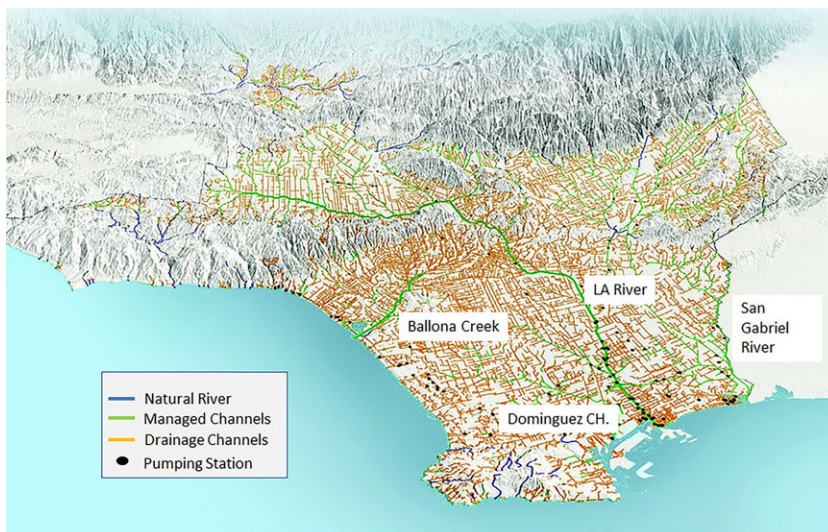 LA River
Ballona Creek
San
Gabriel
River
Dominguez CH.
Natural River
Managed Channels
Drainage Channels
Pumping Station